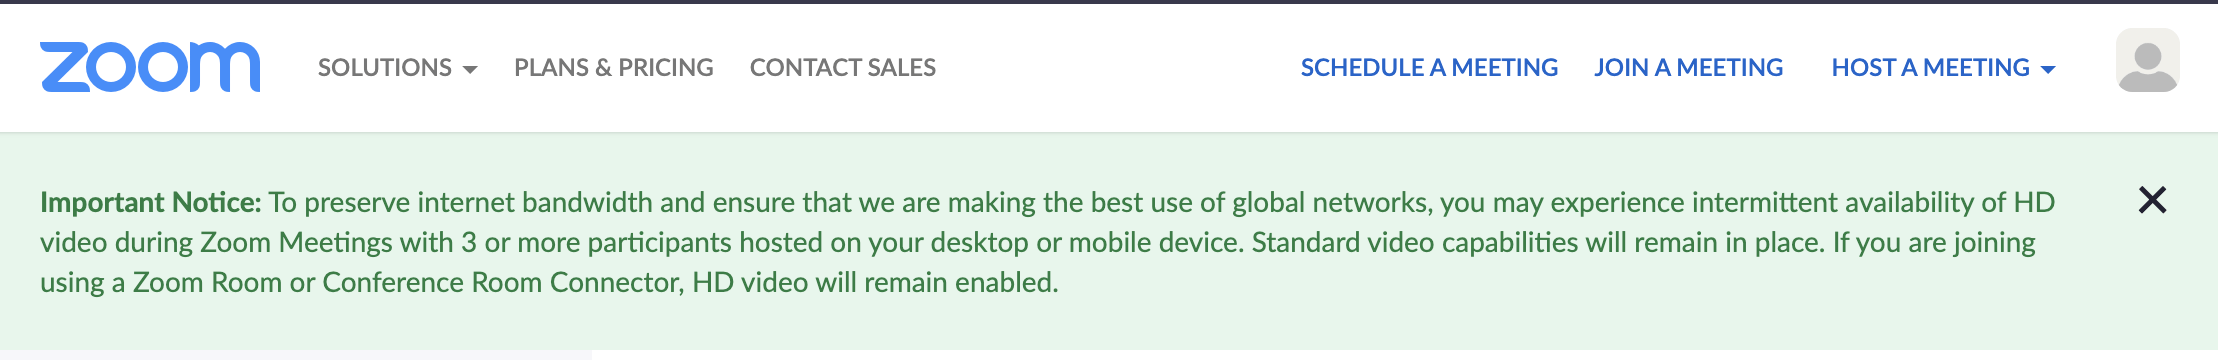 zoom SOLUTIONS PLANS & PRICING CONTACT SALES SCHEDULE A MEETING JOIN A MEETING HOST A MEETING
Important Notice: To preserve internet bandwidth and ensure that we are making the best use of global networks, you may experience intermittent availability of HD
video during Zoom Meetings with 3 or more participants hosted on your desktop or mobile device. Standard video capabilities will remain in place. If you are joining
using a Zoom Room or Conference Room Connector, HD video will remain enabled.